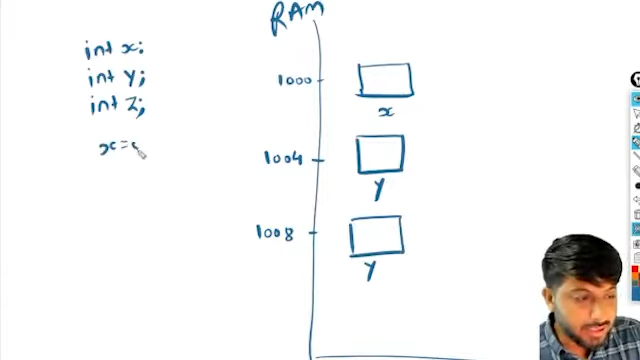 RAM
int x;
int y;
int z;
x=
1000
x
1004
y
1008
y